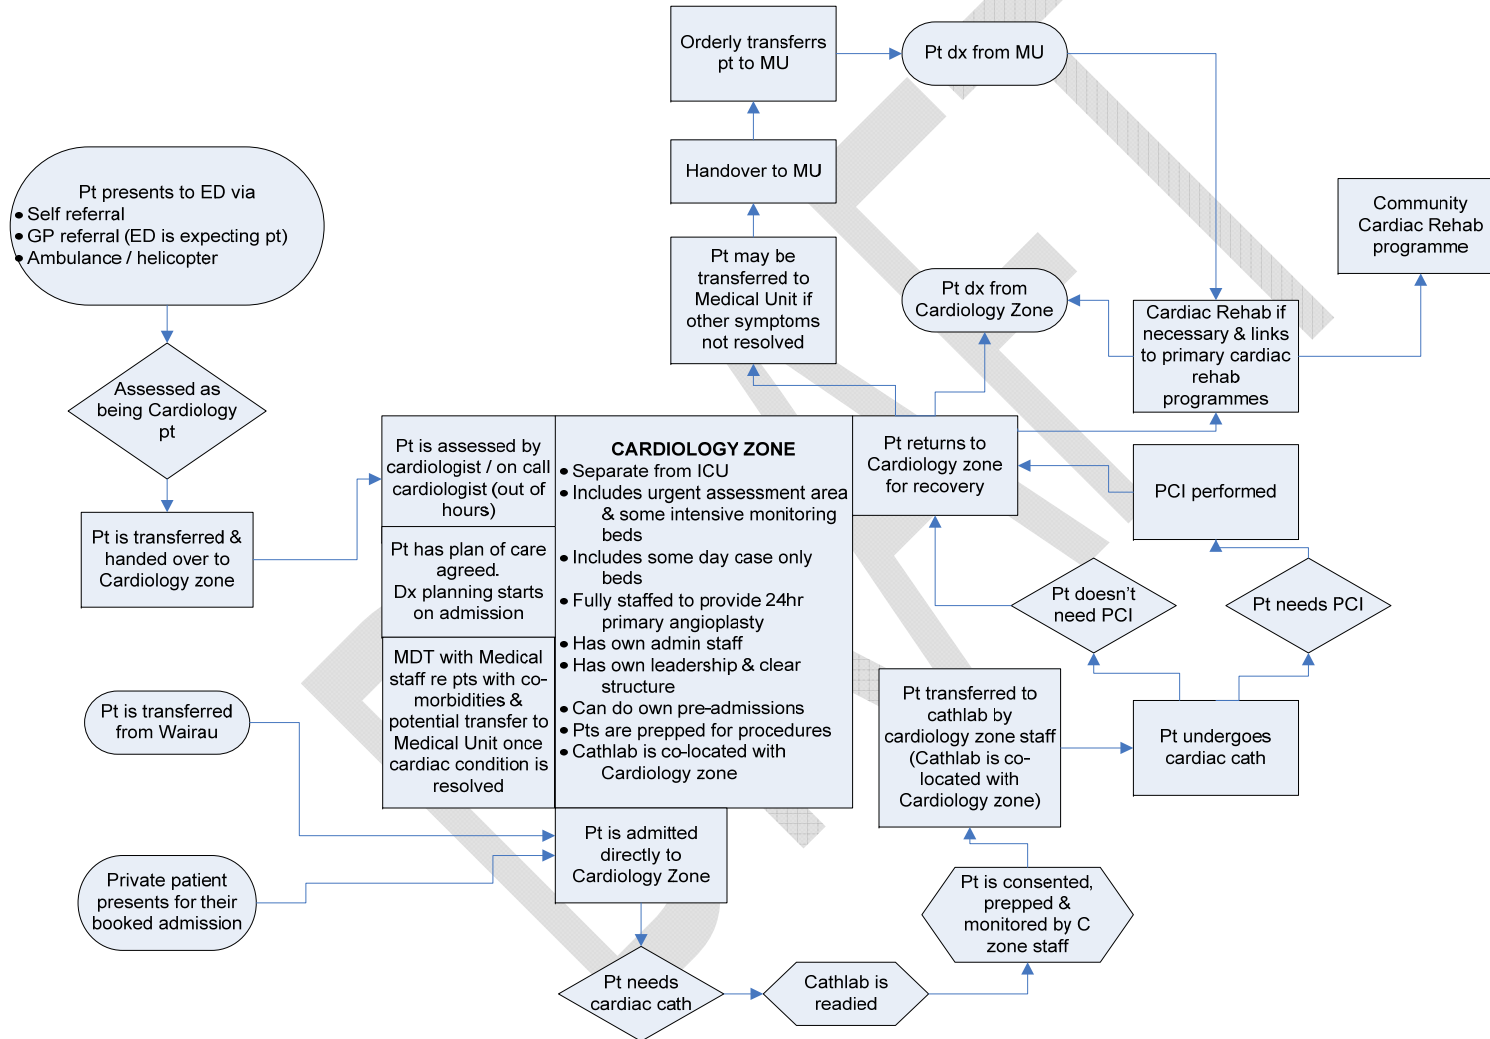 Orderly transferrs
pt to MU
Pt dx from MU
Handover to MU
Pt presents to ED via
• Self referral
• GP referral (ED is expecting pt)
• Ambulance / helicopter
Community
Cardiac Rehab
programme
Pt may be
transferred to
Medical Unit if
other symptoms
not resolved
Pt dx from
Cardiology Zone
Cardiac Rehab if
necessary & links
to primary cardiac
rehab
programmes
Assessed as
being Cardiology
pt
Pt is assessed by
cardiologist / on call
cardiologist (out of
hours)
CARDIOLOGY ZONE
• Separate from ICU
• Includes urgent assessment area
& some intensive monitoring
beds
• Includes some day case only
beds
• Fully staffed to provide 24hr
primary angioplasty
• Has own admin staff
• Has own leadership & clear
structure
• Can do own pre-admissions
• Pts are prepped for procedures
• Cathlab is co-located with
Cardiology zone
Pt returns to
Cardiology zone
for recovery
PCI performed
Pt is transferred &
handed over to
Cardiology zone
Pt has plan of care
agreed.
Dx planning starts
on admission
Pt doesn't
need PCI
Pt needs PCI
MDT with Medical
staff re pts with co-
morbidities &
potential transfer to
Medical Unit once
cardiac condition is
resolved
Pt is transferred
from Wairau
Pt transferred to
cathlab by
cardiology zone staff
(Cathlab is co-
located with
Cardiology zone)
Pt undergoes
cardiac cath
Pt is admitted
directly to
Cardiology Zone
Private patient
presents for their
booked admission
Pt is consented,
prepped &
monitored by C
zone staff
Pt needs
cardiac cath
Cathlab is
readied
DRAFT